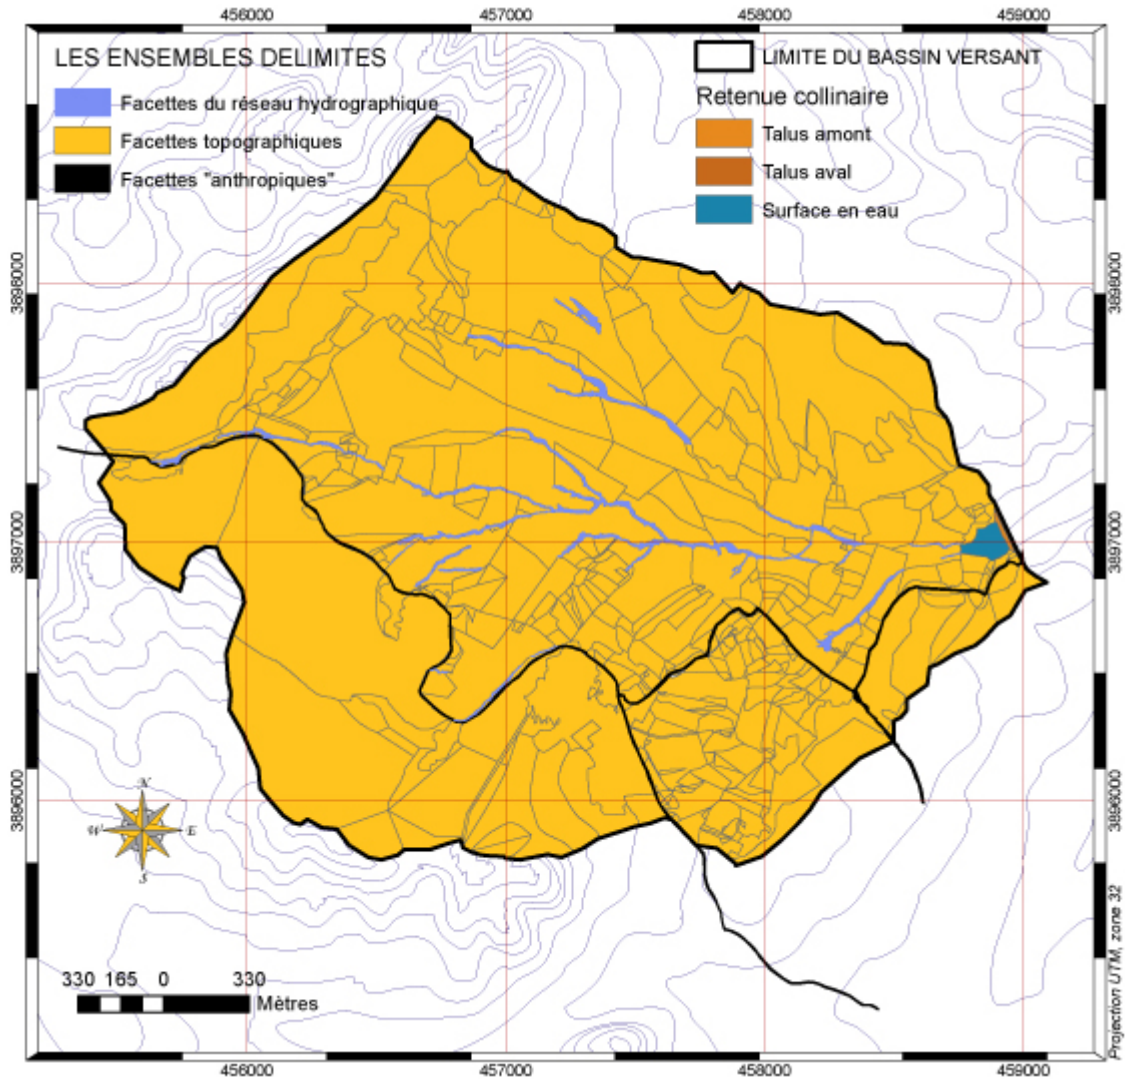 456000 457000 458000 459000
LES ENSEMBLES DELIMITES
Facettes du réseau hydrographique
Facettes topographiques
Facettes "anthropiques"
LIMITE DU BASSIN VERSANT
Retenue collinaire
Talus amont
Talus aval
Surface en eau
3898000
3898000
3897000
3897000
3896000
3896000
N
W E
S
330 165 0 330
Mètres
Projection UTM, zone 32
456000 457000 458000 459000